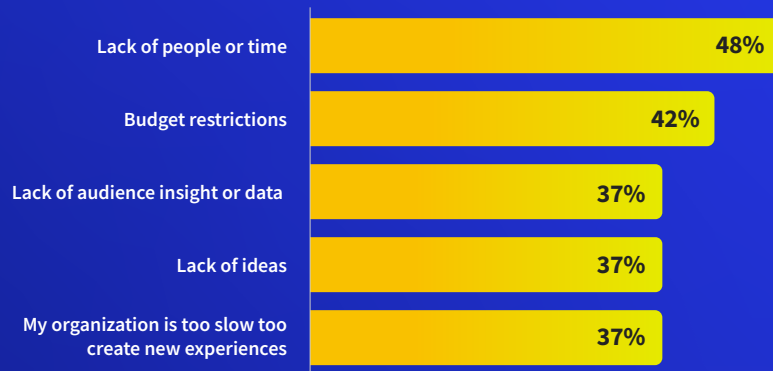 Lack of people or time
48%
Budget restrictions
42%
Lack of audience insight or data
37%
Lack of ideas
37%
My organization is too slow too
create new experiences
37%